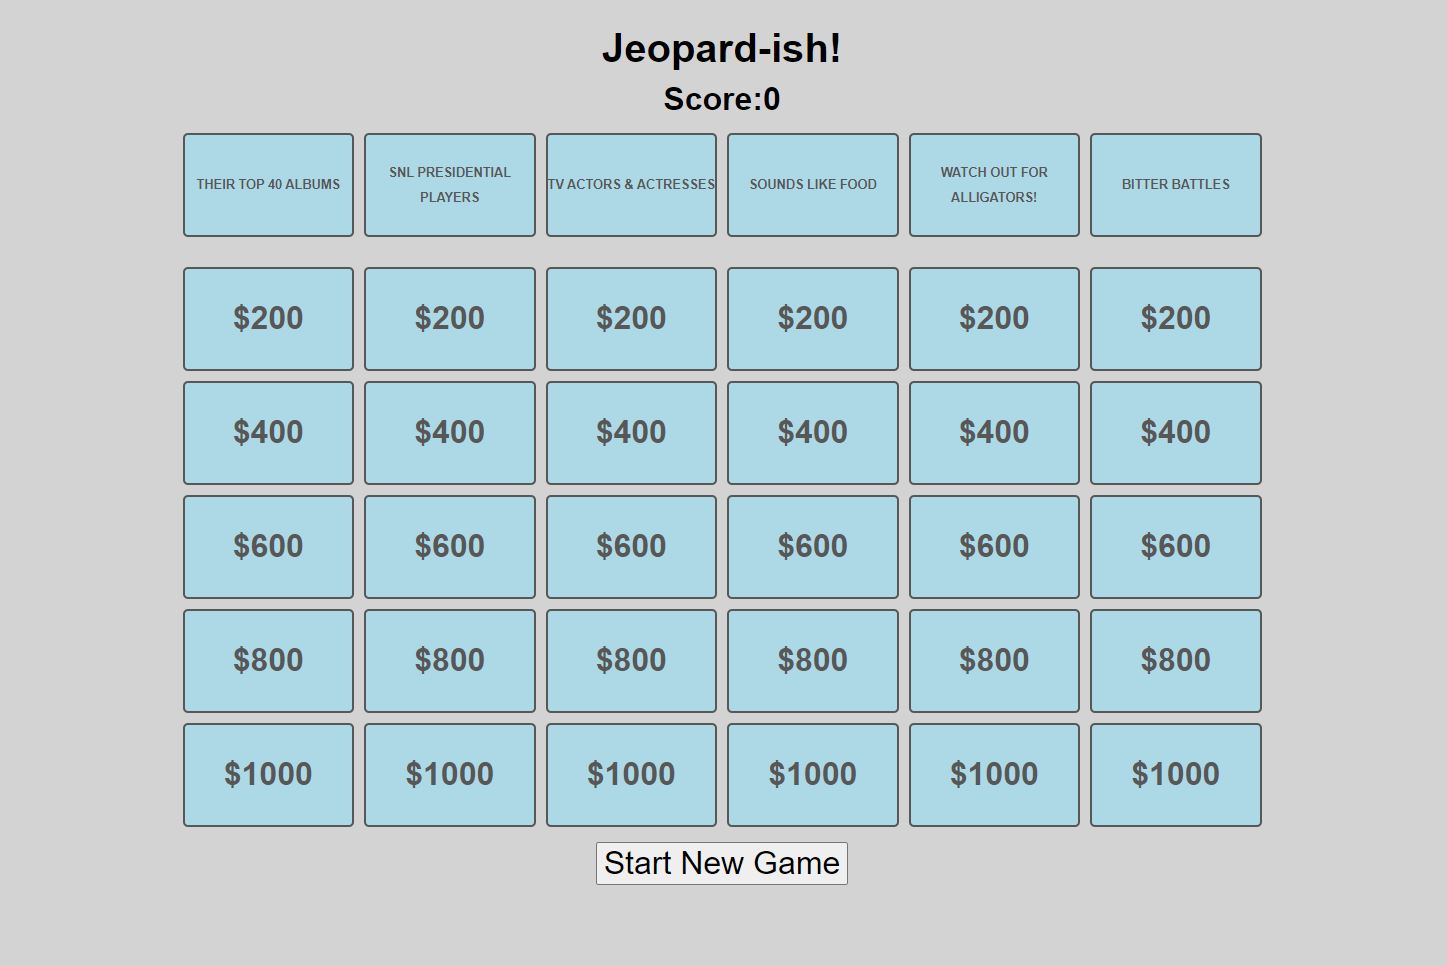 Jeopard-ish!
Score:0
THEIR TOP 40 ALBUMS
SNL PRESIDENTIAL
PLAYERS
TV ACTORS & ACTRESSES
SOUNDS LIKE FOOD
WATCH OUT FOR
ALLIGATORS!
BITTER BATTLES
$200 $200 $200 $200 $200 $200
$400 $400 $400 $400 $400 $400
$600 $600 $600 $600 $600 $600
$800 $800 $800 $800 $800 $800
$1000 $1000 $1000 $1000 $1000 $1000
Start New Game